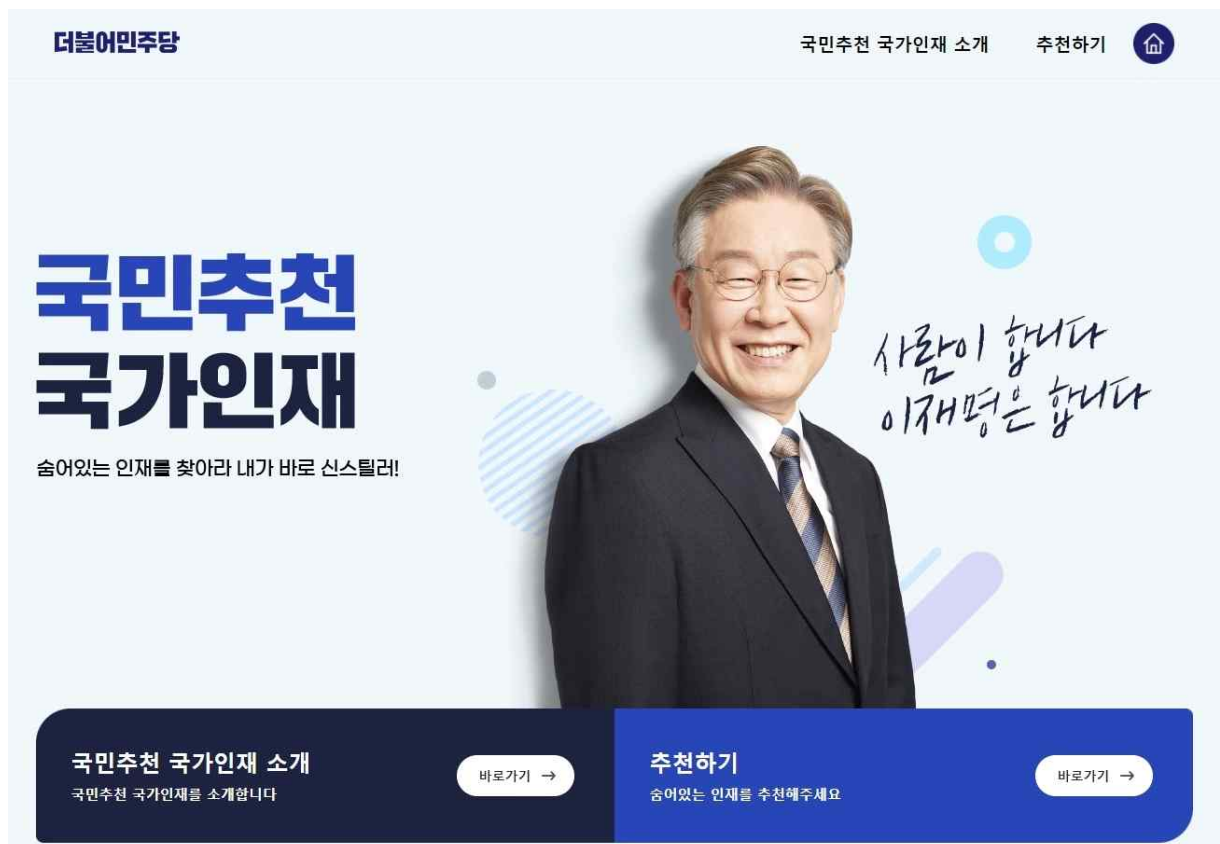 더불어민주당
국민추천 국가인재 소개
추천하기
국민추천
국가인재
숨어있는 인재를 찾아라 내가 바로 신스틸러!
사람이 합니다
이재명은 합니다
국민추천 국가인재 소개
국민추천 국가인재를 소개합니다
바로가기 →
추천하기
숨어있는 인재를 추천해주세요
바로가기 →